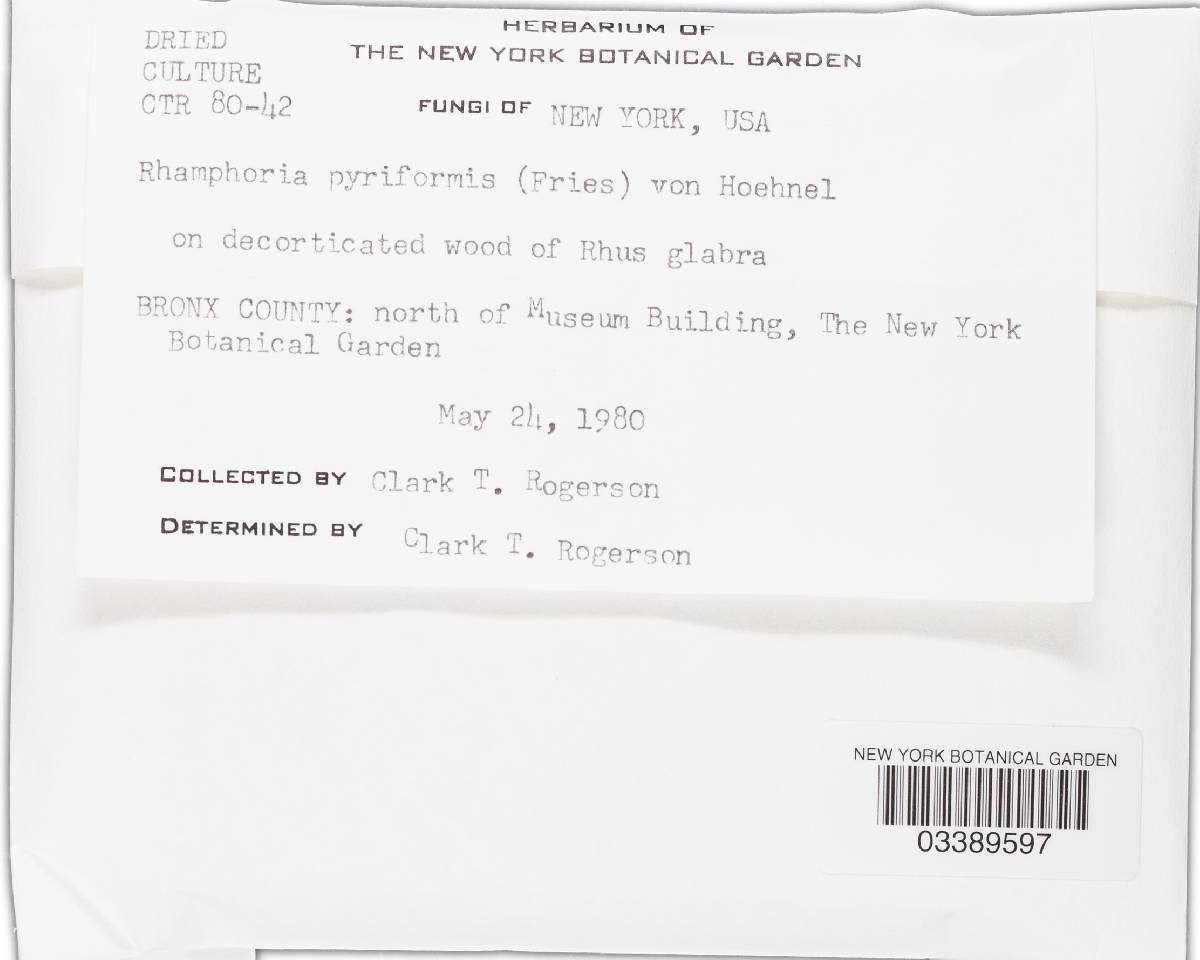 HERBARIUM OF
THE NEW YORK BOTANICAL GARDEN
DRIED
CULTURE
CTR 80-42
FUNGI OF NEW YORK, USA
Rhamphoria pyriformis (Fries) von Hoehnel
on decorticated wood of Rhus glabra
BRONX COUNTY: north of Museum Building, The New York
Botanical Garden
May 24, 1980
COLLECTED BY Clark T. Rogerson
DETERMINED BY Clark T. Rogerson
NEW YORK BOTANICAL GARDEN
03389597